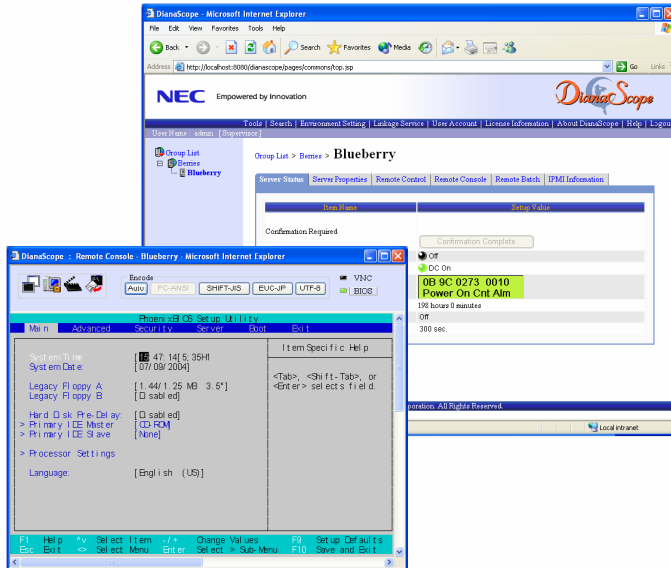 DianaScope - Microsoft Internet Explorer
File Edit View Favorites Tools Help
Back Search Favorites Media
Address http://localhost:8080/dianascope/pages/commons/top.jsp Go Links
NEC Empowered by Innovation DianaScope
Tools | Search | Environment Setting | Linkage Service | User Account | License Information | About DianaScope | Help | Logou
User Name : admin [Supervisor]
Group List
Berries
Blueberry
Group List > Berries > Blueberry
Server Status Server Properties Remote Control Remote Console Remote Batch IPMI Information
Item Name Setup Value
Confirmation Required
Confirmation Complete
Off
DC On
0B 9C 0273 0010
Power On Cnt Alm
198 hours 0 minutes
Off
300 sec.
poration. All Rights Reserved.
Local intranet
DianaScope : Remote Console - Blueberry - Microsoft Internet Explorer
Encode
Auto PC-ANSI SHIFT-JIS EUC-JP UTF-8
VNC
BIOS
PhoenixBIOS Setup Utility
Main Advanced Security Server Boot Exit
Item Specific Help
System Time [15:47:14[5;35H]
System Date: [07/09/2004]
<Tab>, <Shift-Tab>, or
<Enter> selects field.
Legacy Floppy A: [1.44/1.25 MB 3.5"]
Legacy Floppy B: [Disabled]
Hard Disk Pre-Delay: [Disabled]
> Primary IDE Master [CD-ROM]
> Primary IDE Slave [None]
> Processor Settings
Language: [English (US)]
F1 Help ^v Select Item -/+ Change Values F9 Setup Defaults
Esc Exit <> Select Menu Enter Select > Sub-Menu F10 Save and Exit